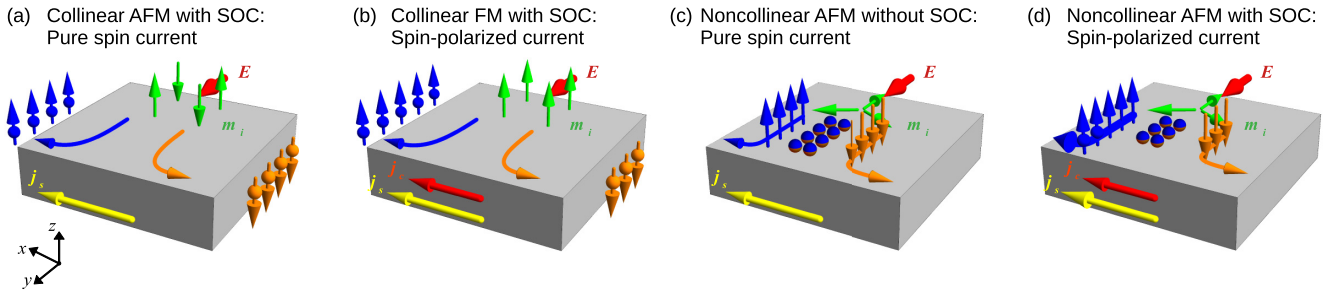 (a) Collinear AFM with SOC:
Pure spin current
E
m i
j s
z
x
y
(b) Collinear FM with SOC:
Spin-polarized current
E
m i
j c
j s
(c) Noncollinear AFM without SOC:
Pure spin current
E
m i
j s
(d) Noncollinear AFM with SOC:
Spin-polarized current
E
m i
j c
j s